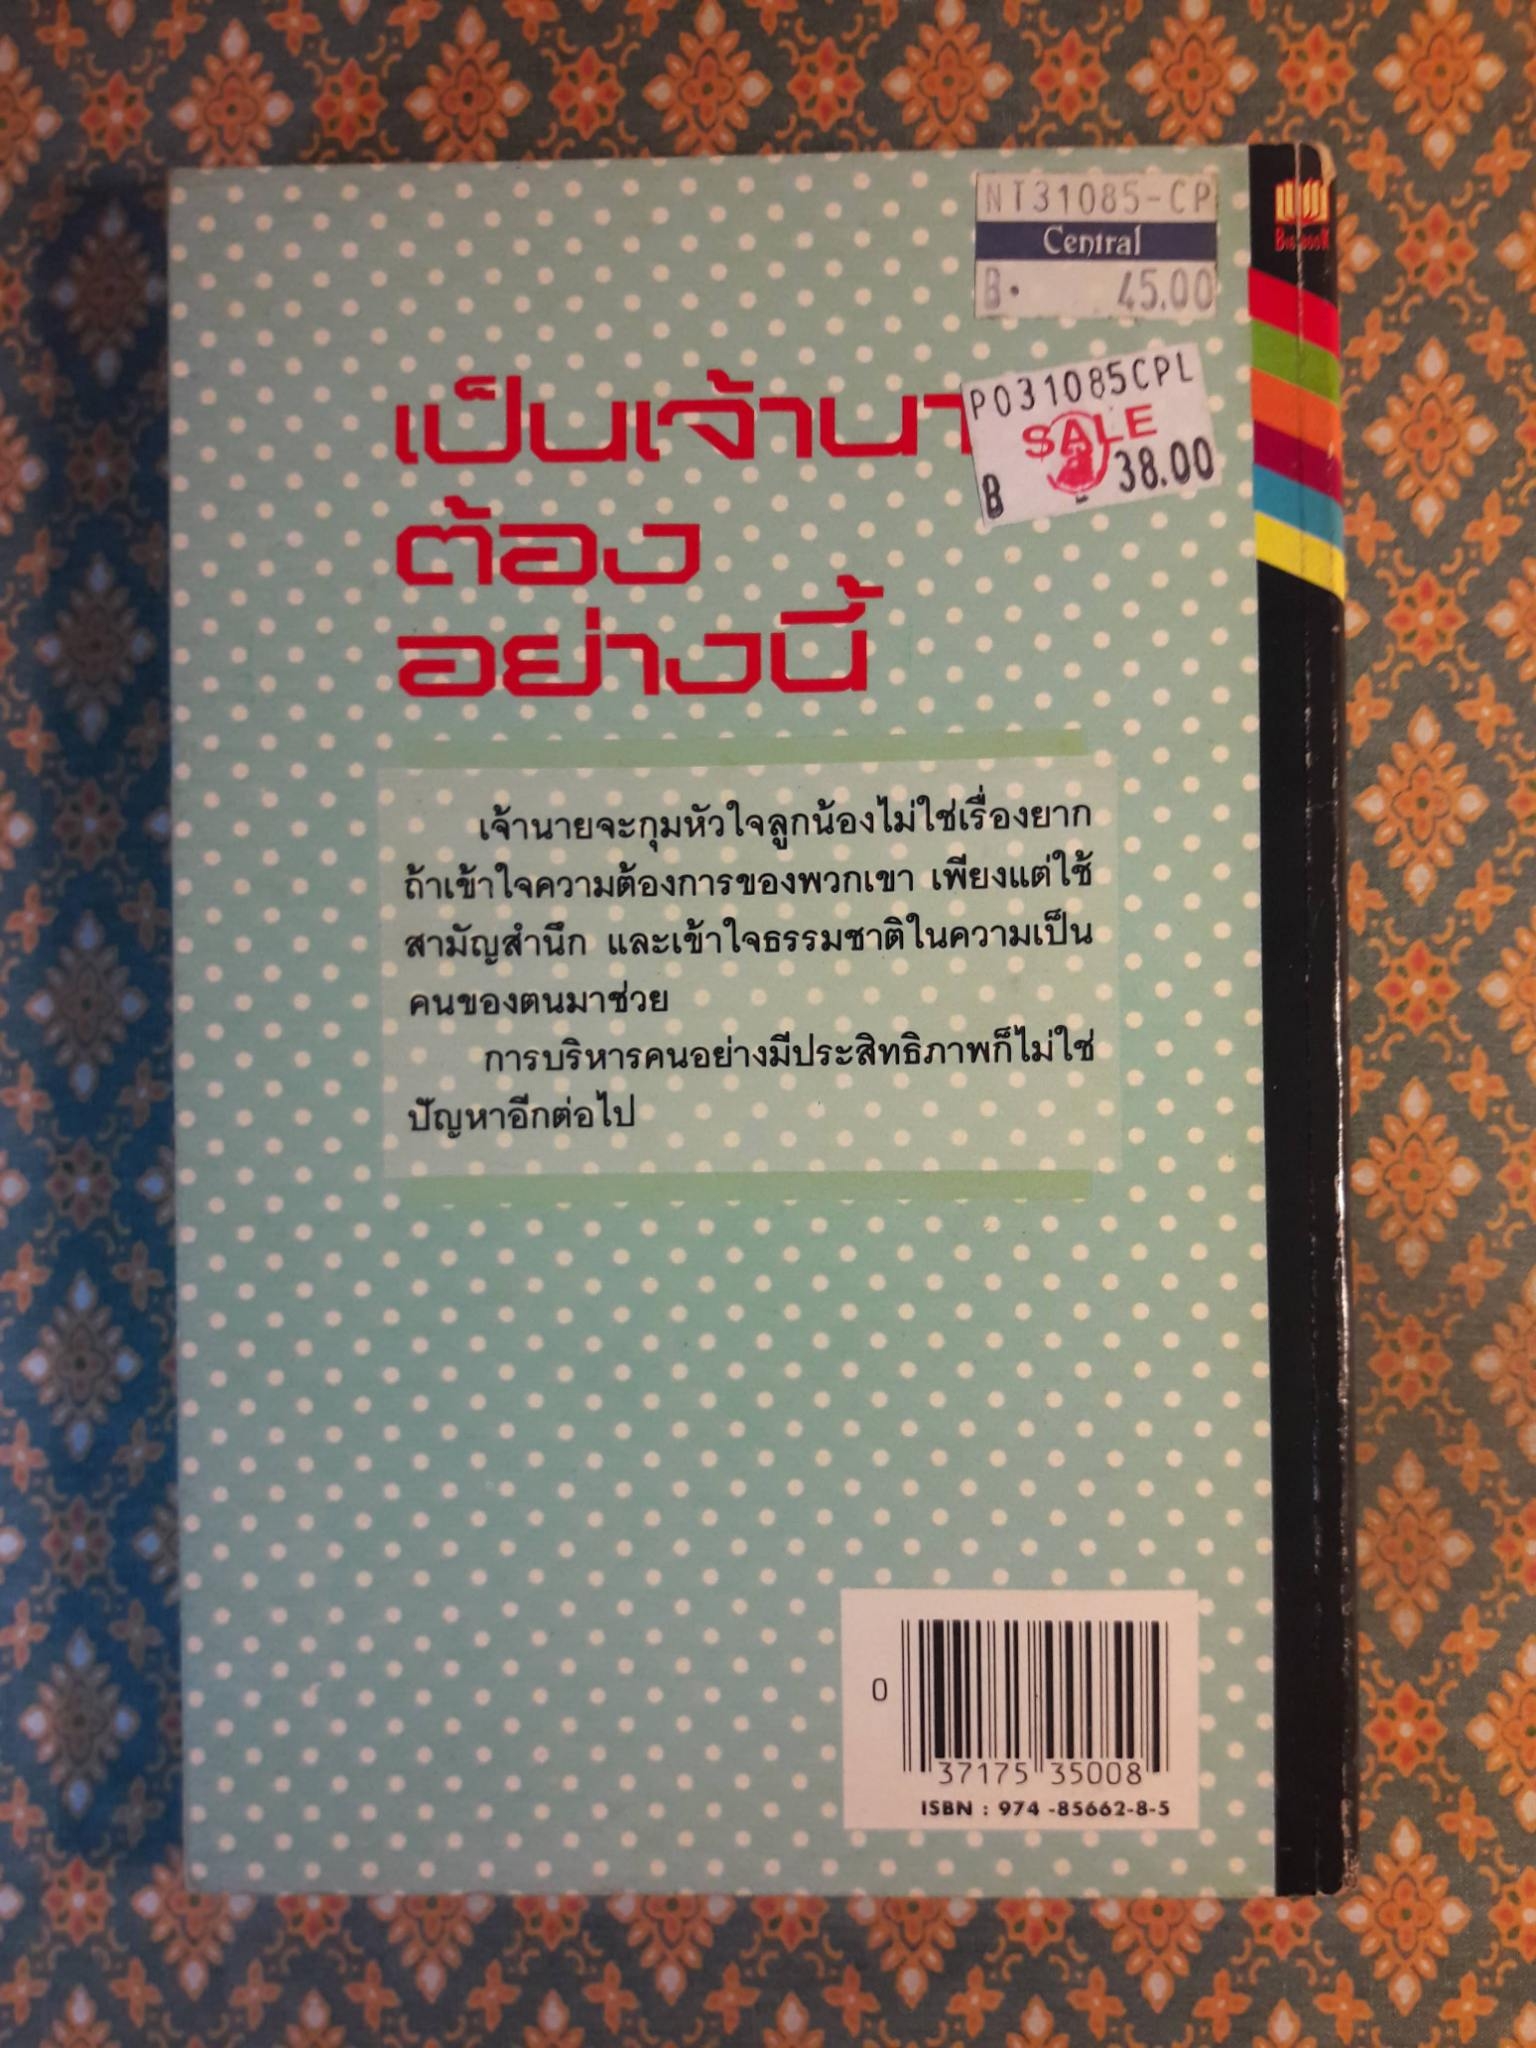 NT31085-CP
Central
B. 45.00
BIG BOOK
P031085CPL
SALE
B 38.00
เป็นเจ้านา
ต้อง
อย่างนี้
เจ้านายจะกุมหัวใจลูกน้องไม่ใช่เรื่องยาก
ถ้าเข้าใจความต้องการของพวกเขา เพียงแต่ใช้
สามัญสำนึก และเข้าใจธรรมชาติในความเป็น
คนของตนมาช่วย
การบริหารคนอย่างมีประสิทธิภาพก็ไม่ใช่
ปัญหาอีกต่อไป
0 37175 35008
ISBN : 974 -85662-8-5